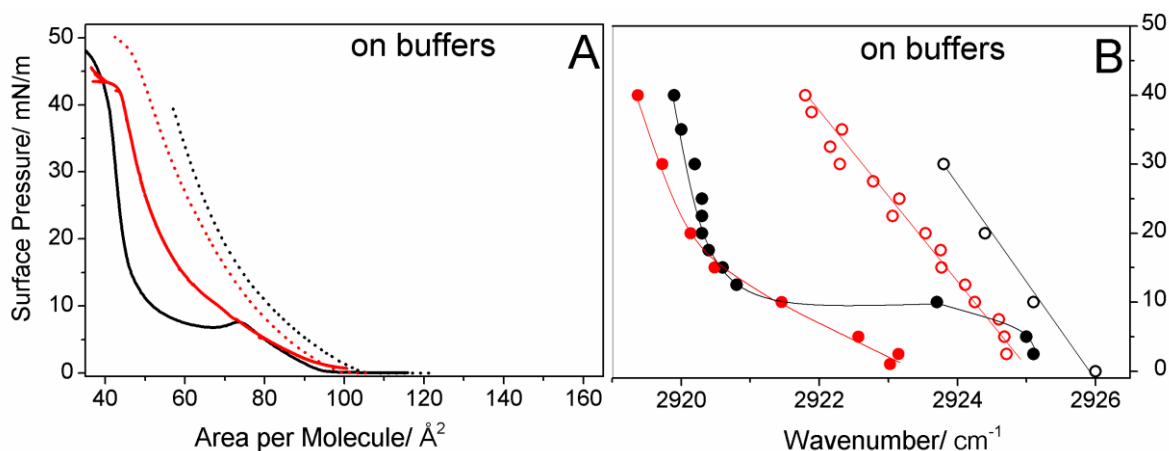 on buffers
A
50
40
30
20
10
0
Surface Pressure/ mN/m
40 60 80 100 120 140 160
Area per Molecule/ Å²
on buffers
B
50
40
30
20
10
0
2920 2922 2924 2926
Wavenumber/ cm⁻¹